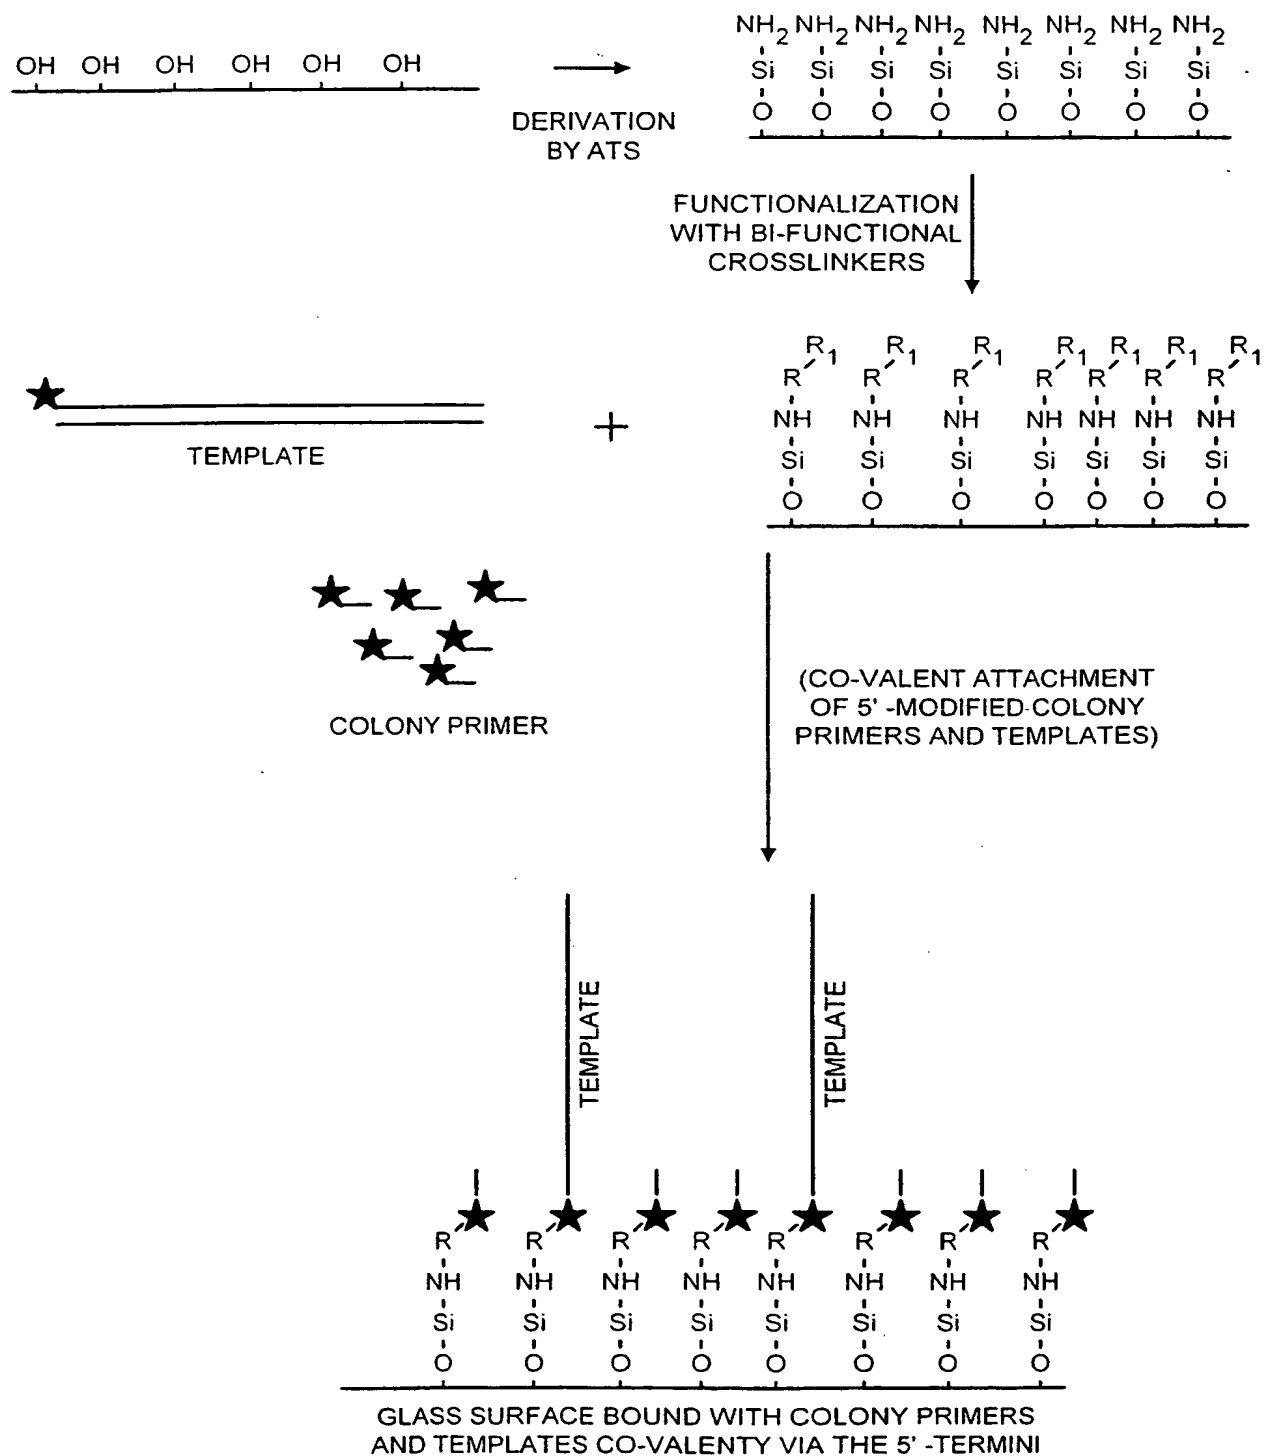 OH OH OH OH OH OH
DERIVATION
BY ATS
NH2 NH2 NH2 NH2 NH2 NH2 NH2 NH2
Si Si Si Si Si Si Si Si
O O O O O O O O
FUNCTIONALIZATION
WITH BI-FUNCTIONAL
CROSSLINKERS
TEMPLATE
+
R1 R1 R1 R1 R1 R1 R1
R R R R R R R
NH NH NH NH NH NH NH
Si Si Si Si Si Si Si
O O O O O O O
COLONY PRIMER
(CO-VALENT ATTACHMENT
OF 5' -MODIFIED-COLONY
PRIMERS AND TEMPLATES)
TEMPLATE
TEMPLATE
R R R R R R R R
NH NH NH NH NH NH NH NH
Si Si Si Si Si Si Si Si
O O O O O O O O
GLASS SURFACE BOUND WITH COLONY PRIMERS
AND TEMPLATES CO-VALENTY VIA THE 5' -TERMINI